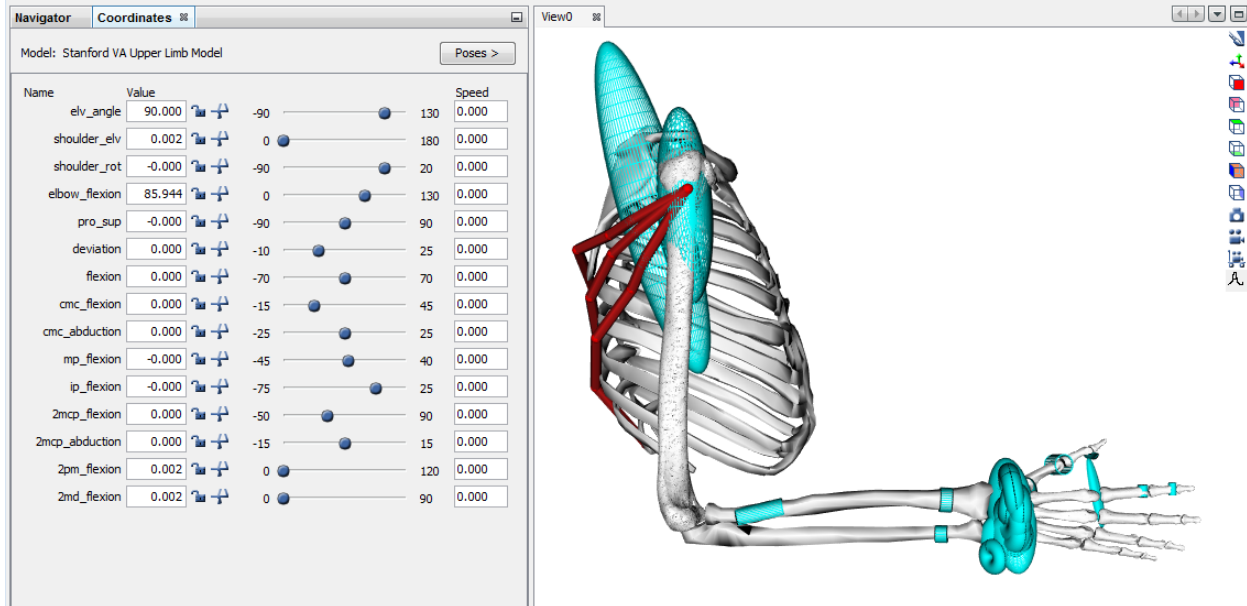 Navigator Coordinates View0
Model: Stanford VA Upper Limb Model Poses >
Name Value Speed
elv_angle 90.000 -90 130 0.000
shoulder_elv 0.002 0 180 0.000
shoulder_rot -0.000 -90 20 0.000
elbow_flexion 85.944 0 130 0.000
pro_sup -0.000 -90 90 0.000
deviation 0.000 -10 25 0.000
flexion 0.000 -70 70 0.000
cmc_flexion 0.000 -15 45 0.000
cmc_abduction 0.000 -25 25 0.000
mp_flexion -0.000 -45 40 0.000
ip_flexion -0.000 -75 25 0.000
2mcp_flexion 0.000 -50 90 0.000
2mcp_abduction 0.000 -15 15 0.000
2pm_flexion 0.002 0 120 0.000
2md_flexion 0.002 0 90 0.000